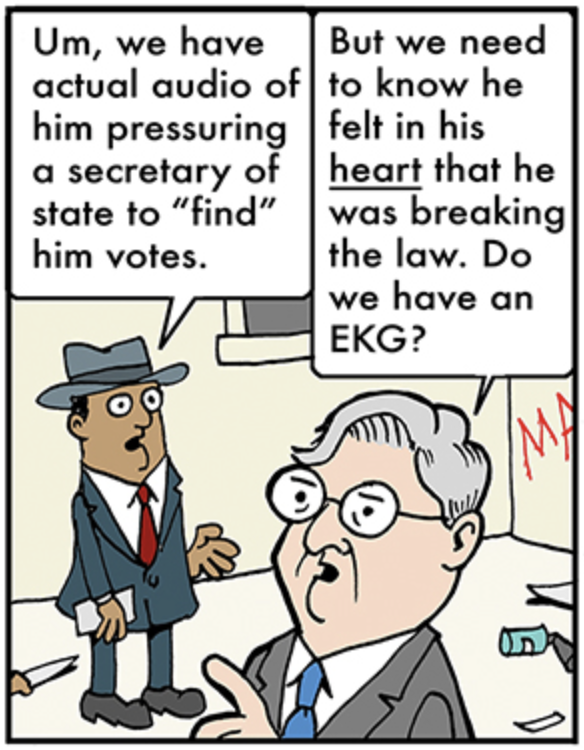 Um, we have
actual audio of
him pressuring
a secretary of
state to “find”
him votes.
But we need
to know he
felt in his
heart that he
was breaking
the law. Do
we have an
EKG?
MA